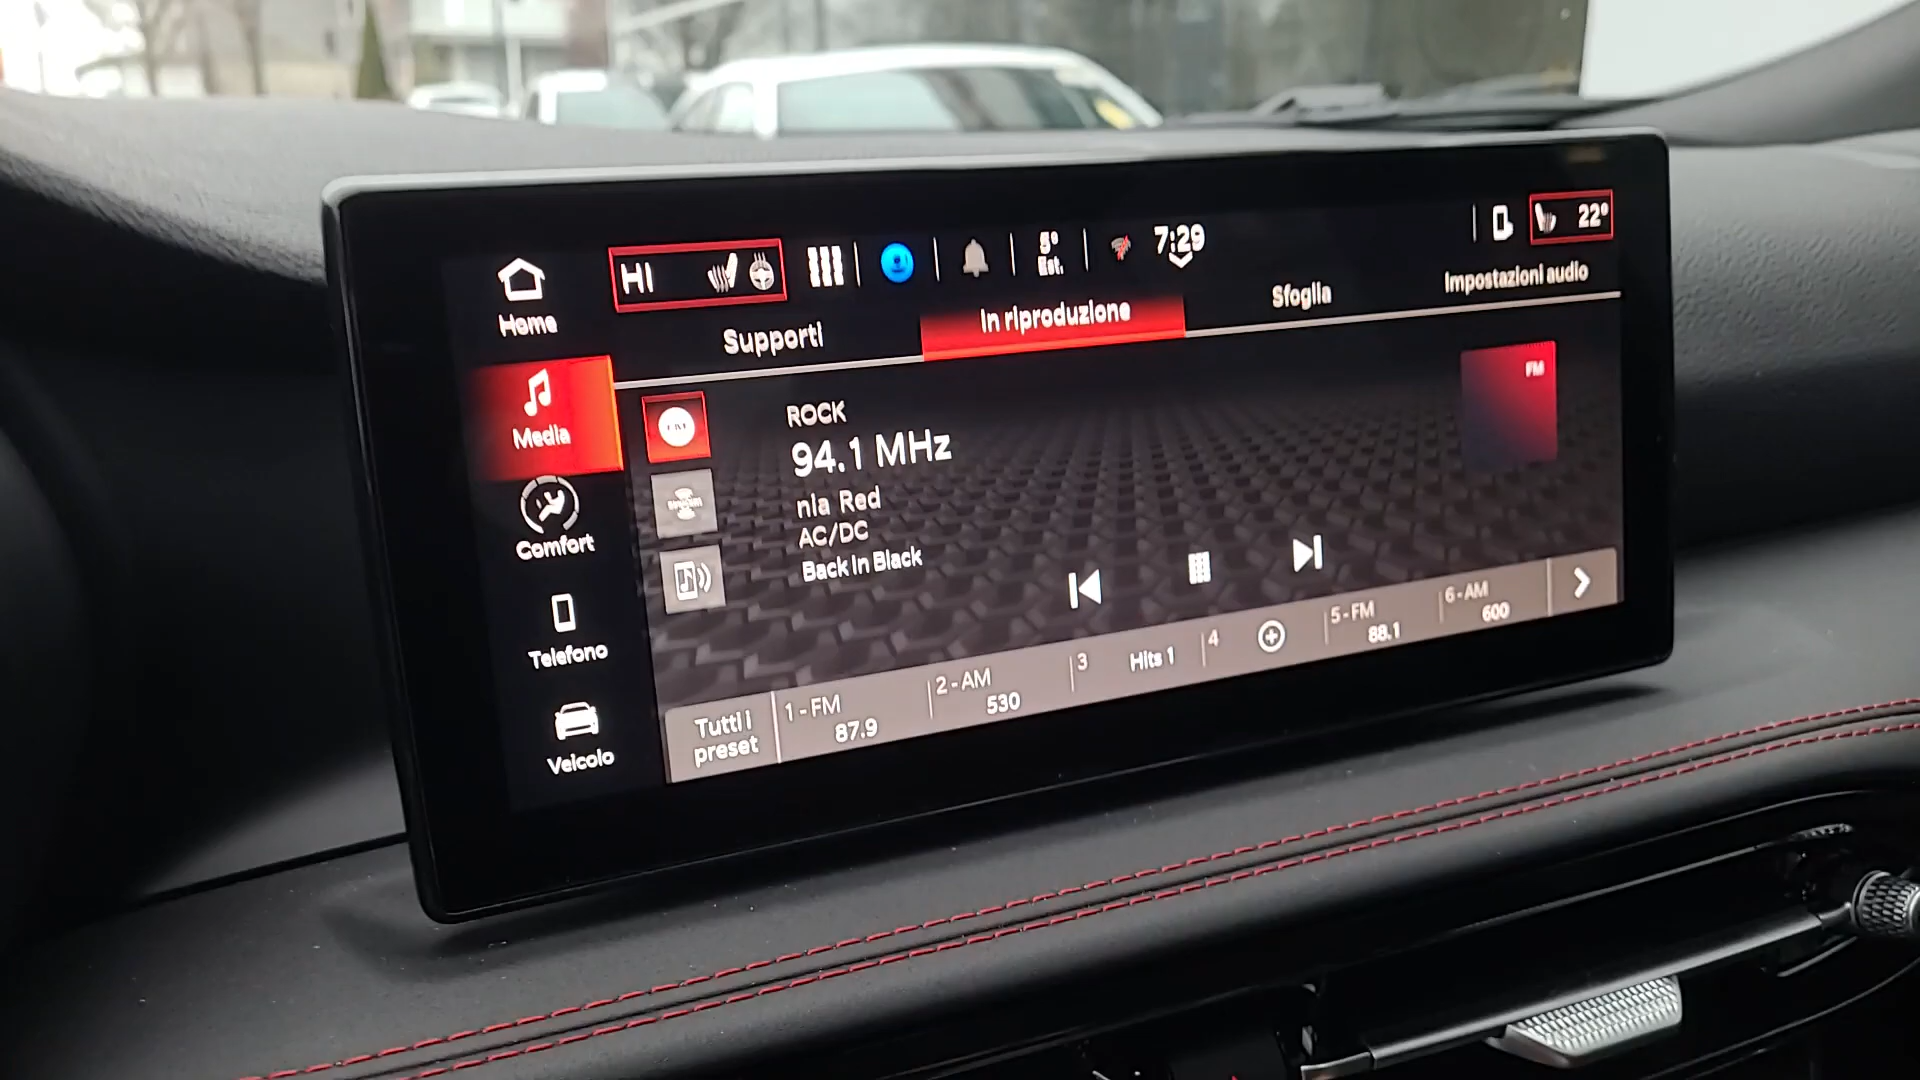 HI
5°
Est.
7:29
22°
Home
Supporti
In riproduzione
Sfoglia
Impostazioni audio
Media
Comfort
Telefono
Veicolo
FM
ROCK
94.1 MHz
nia Red
AC/DC
Back In Black
Tutti i
preset
1-FM
87.9
2-AM
530
3
Hits 1
4
5-FM
88.1
6-AM
600